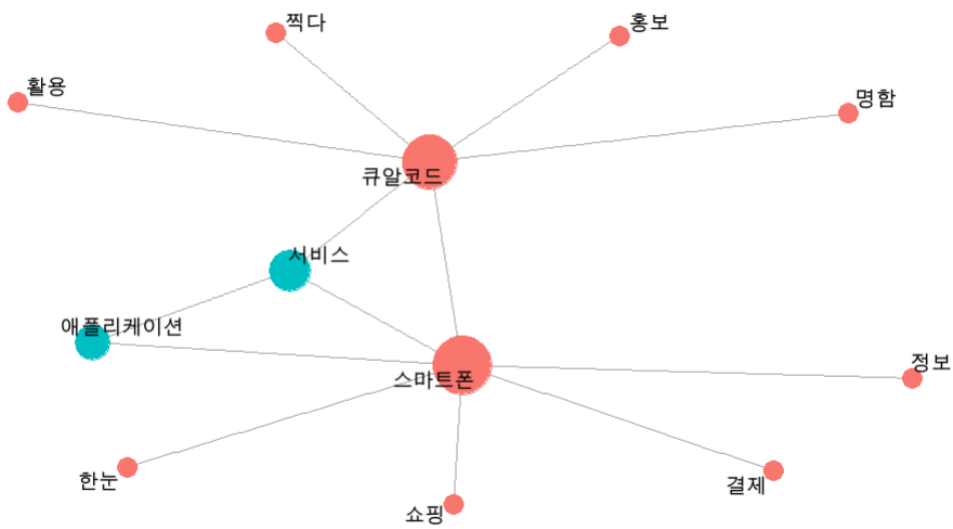 찍다
홍보
활용
명함
큐알코드
서비스
애플리케이션
정보
스마트폰
한눈
결제
쇼핑